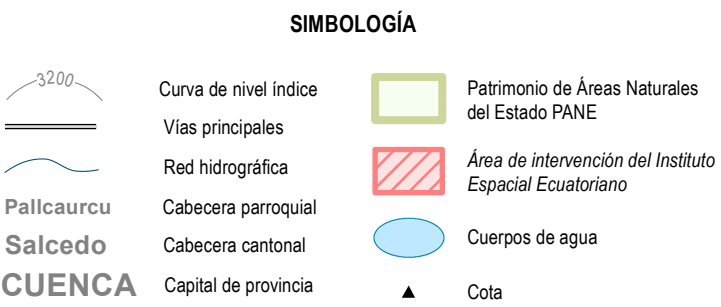 SIMBOLOGÍA
3200
Curva de nivel índice
Vías principales
Red hidrográfica
Pallcaurcu
Cabecera parroquial
Salcedo
Cabecera cantonal
CUENCA
Capital de provincia
Patrimonio de Áreas Naturales
del Estado PANE
Área de intervención del Instituto
Espacial Ecuatoriano
Cuerpos de agua
Cota